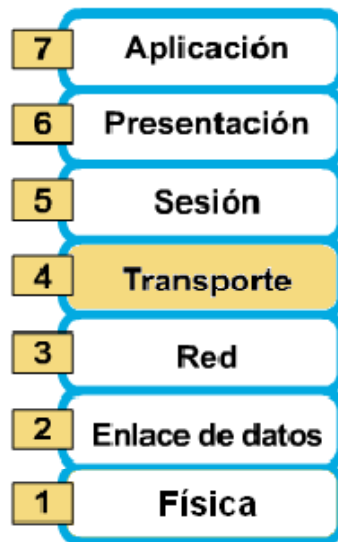 7 Aplicación
6 Presentación
5 Sesión
4 Transporte
3 Red
2 Enlace de datos
1 Física